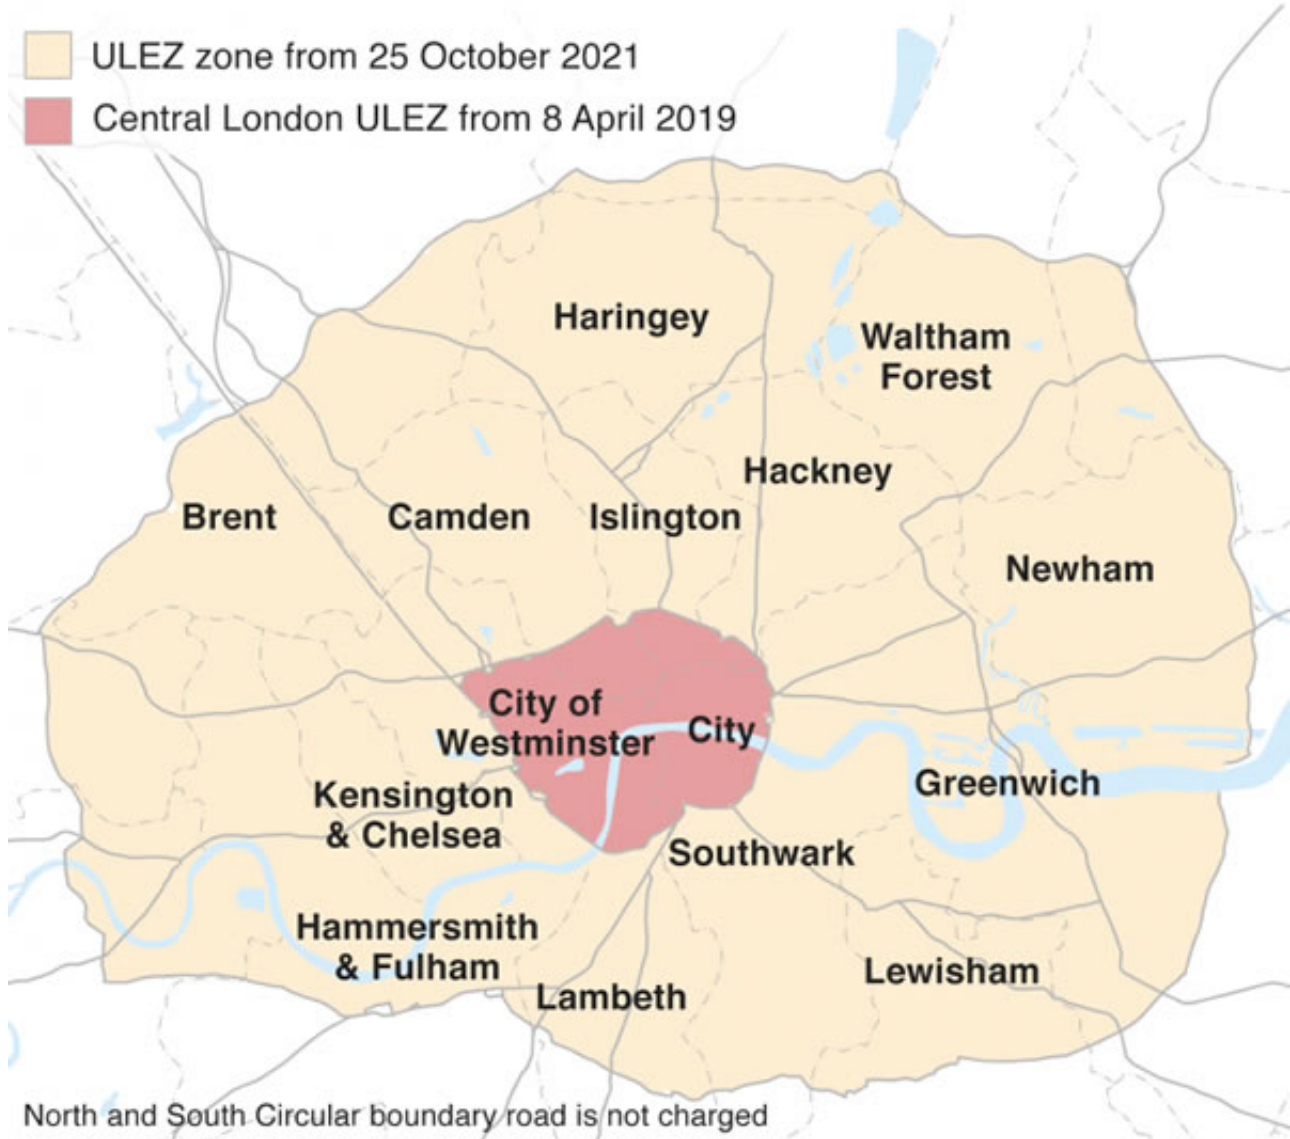 ULEZ zone from 25 October 2021
Central London ULEZ from 8 April 2019
Haringey
Waltham
Forest
Hackney
Brent
Camden
Islington
Newham
City of
Westminster
City
Greenwich
Kensington
& Chelsea
Southwark
Hammersmith
& Fulham
Lewisham
Lambeth
North and South Circular boundary road is not charged